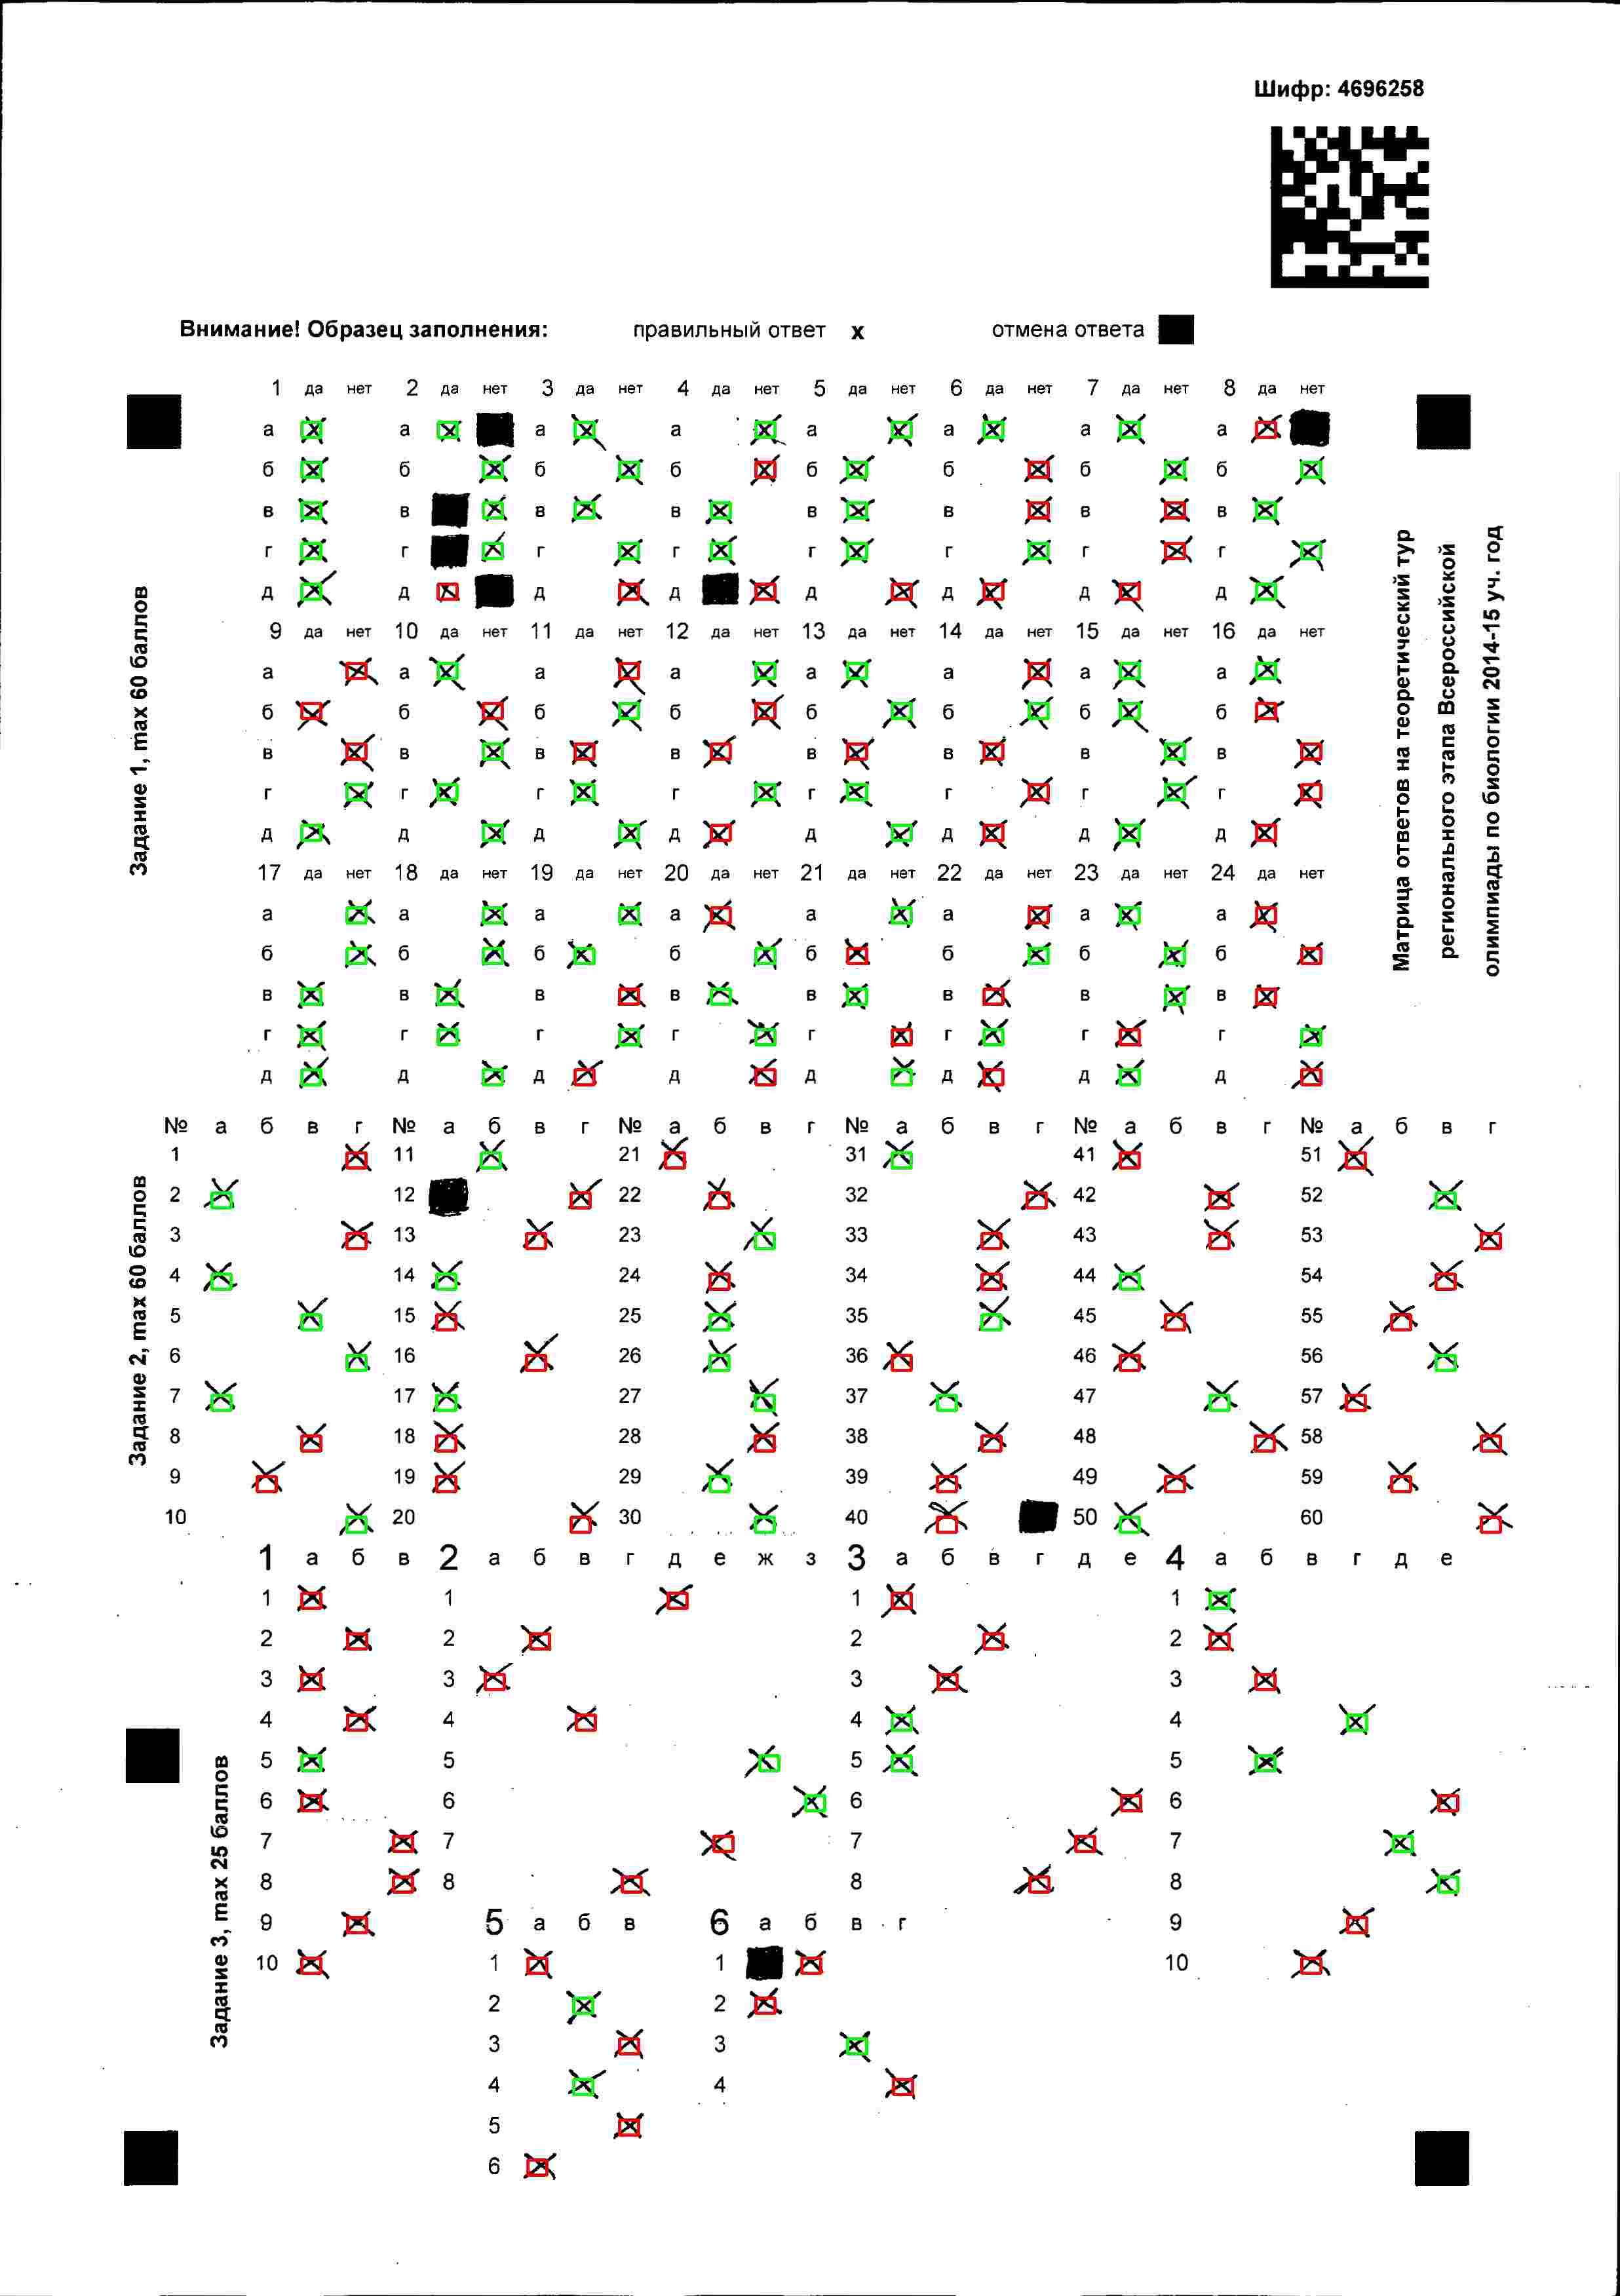 Шифр: 4696258
Внимание! Образец заполнения: правильный ответ х отмена ответа
1 да нет 2 да нет 3 да нет 4 да нет 5 да нет 6 да нет 7 да нет 8 да нет
а а а а а а а а
б б б б б б б б
в в в в в в в в
г г г г г г г г
д д д д д д д д
9 да нет 10 да нет 11 да нет 12 да нет 13 да нет 14 да нет 15 да нет 16 да нет
а а а а а а а а
б б б б б б б б
в в в в в в в в
г г г г г г г г
д д д д д д д д
17 да нет 18 да нет 19 да нет 20 да нет 21 да нет 22 да нет 23 да нет 24 да нет
а а а а а а а а
б б б б б б б б
в в в в в в в в
г г г г г г г г
д д д д д д д д
Задание 1, max 60 баллов
Матрица ответов на теоретический тур
регионального этапа Всероссийской
олимпиады по биологии 2014-15 уч. год
№ а б в г № а б в г № а б в г № а б в г № а б в г № а б в г
1 11 21 31 41 51
2 12 22 32 42 52
3 13 23 33 43 53
4 14 24 34 44 54
5 15 25 35 45 55
6 16 26 36 46 56
7 17 27 37 47 57
8 18 28 38 48 58
9 19 29 39 49 59
10 20 30 40 50 60
Задание 2, max 60 баллов
1 а б в 2 а б в г д е ж з 3 а б в г д е 4 а б в г д е
1 1 1 1
2 2 2 2
3 3 3 3
4 4 4 4
5 5 5 5
6 6 6 6
7 7 7 7
8 8 8 8
9 5 а б в 6 а б в г 9
10 1 1 10
2 2
3 3
4 4
5
6
Задание 3, max 25 баллов